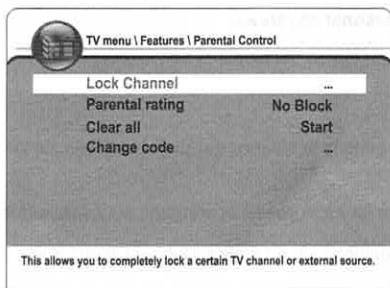 TV menu \ Features \ Parental Control
Lock Channel ...
Parental rating No Block
Clear all Start
Change code ...
This allows you to completely lock a certain TV channel or external source.